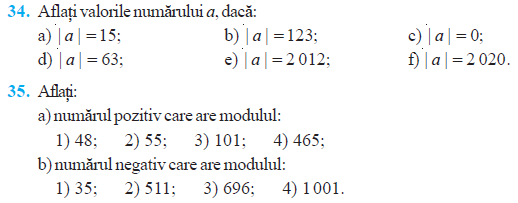 34. Aflați valorile numărului a, dacă:
a) |a| = 15; b) |a| = 123; c) |a| = 0;
d) |a| = 63; e) |a| = 2 012; f) |a| = 2 020.
35. Aflați:
a) numărul pozitiv care are modulul:
1) 48; 2) 55; 3) 101; 4) 465;
b) numărul negativ care are modulul:
1) 35; 2) 511; 3) 696; 4) 1001.